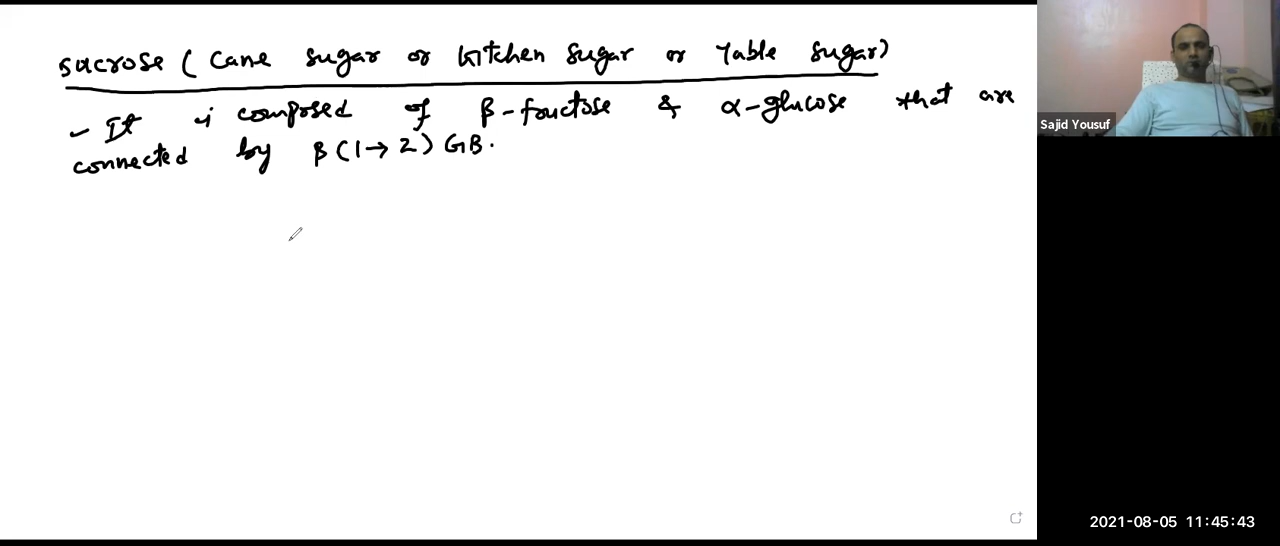 sucrose ( Cane sugar or kitchen sugar or Table sugar)
- It is composed of β-fructose & α-glucose that are
connected by β(1→2) GB.
Sajid Yousuf
2021-08-05 11:45:43